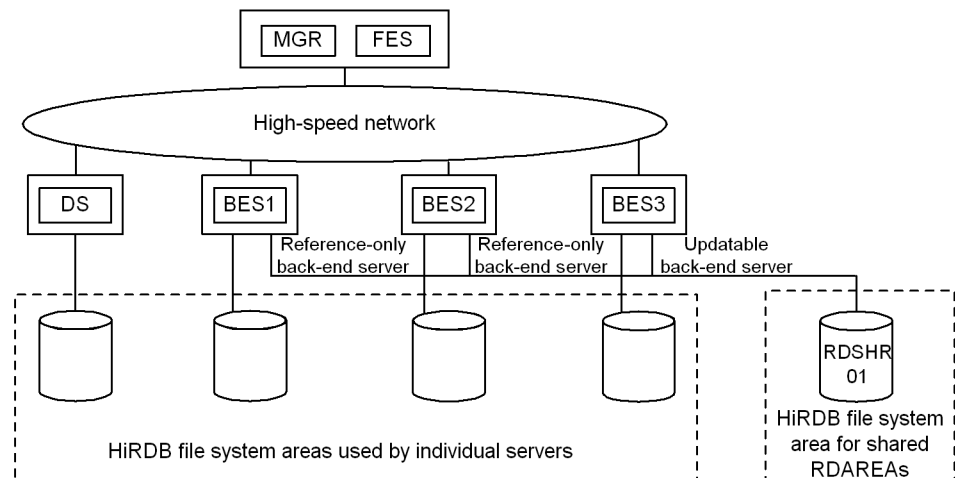 MGR FES
High-speed network
DS BES1 BES2 BES3
Reference-only
back-end server
Reference-only
back-end server
Updatable
back-end server
RDSHR
01
HiRDB file system areas used by individual servers
HiRDB file system
area for shared
RDAREAs